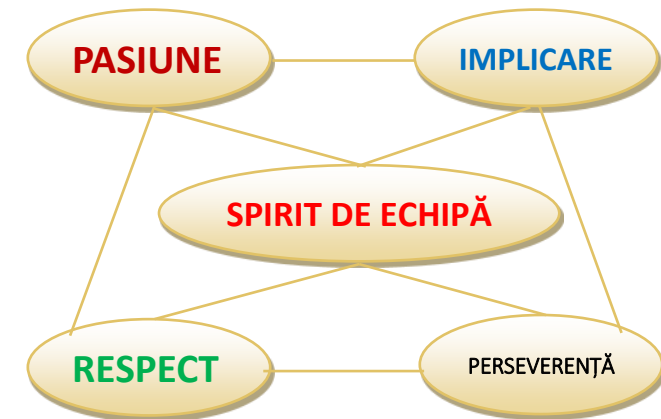 PASIUNE
IMPLICARE
SPIRIT DE ECHIPĂ
RESPECT
PERSEVERENȚĂ